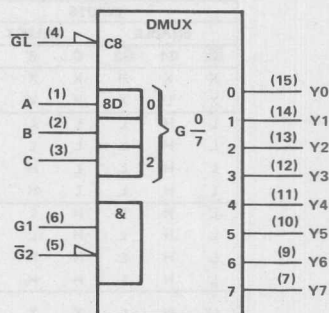 DMUX
G̅L̅ (4) C8
A (1) 8D 0
B (2)
C (3) 2
G 0/7
&
G1 (6)
G̅2 (5)
0 (15) Y0
1 (14) Y1
2 (13) Y2
3 (12) Y3
4 (11) Y4
5 (10) Y5
6 (9) Y6
7 (7) Y7